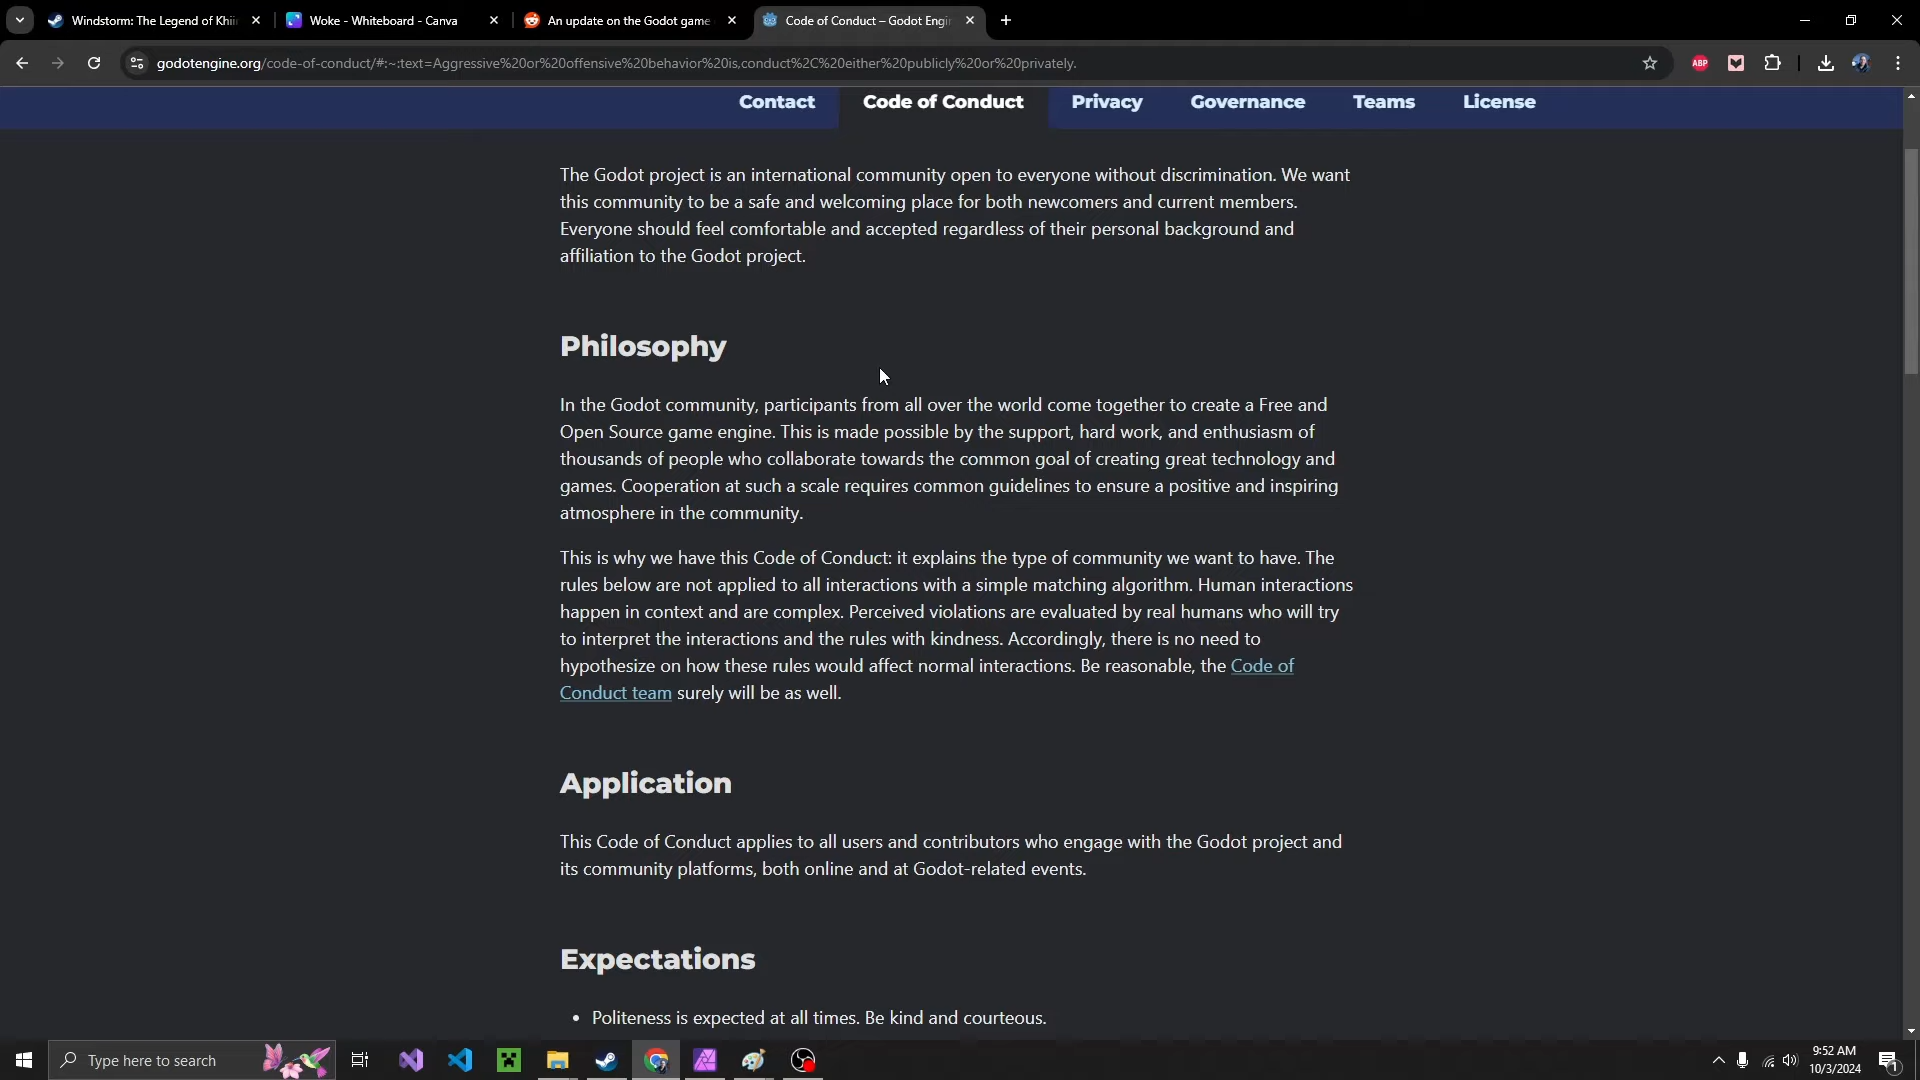 Windstorm: The Legend of Khii
Woke - Whiteboard - Canva
An update on the Godot game
Code of Conduct – Godot Engi
godotengine.org/code-of-conduct/#:~:text=Aggressive%20or%20offensive%20behavior%20is,conduct%2C%20either%20publicly%20or%20privately.
ABP
Contact
Code of Conduct
Privacy
Governance
Teams
License
The Godot project is an international community open to everyone without discrimination. We want
this community to be a safe and welcoming place for both newcomers and current members.
Everyone should feel comfortable and accepted regardless of their personal background and
affiliation to the Godot project.
Philosophy
In the Godot community, participants from all over the world come together to create a Free and
Open Source game engine. This is made possible by the support, hard work, and enthusiasm of
thousands of people who collaborate towards the common goal of creating great technology and
games. Cooperation at such a scale requires common guidelines to ensure a positive and inspiring
atmosphere in the community.
This is why we have this Code of Conduct: it explains the type of community we want to have. The
rules below are not applied to all interactions with a simple matching algorithm. Human interactions
happen in context and are complex. Perceived violations are evaluated by real humans who will try
to interpret the interactions and the rules with kindness. Accordingly, there is no need to
hypothesize on how these rules would affect normal interactions. Be reasonable, the Code of
Conduct team surely will be as well.
Application
This Code of Conduct applies to all users and contributors who engage with the Godot project and
its community platforms, both online and at Godot-related events.
Expectations
• Politeness is expected at all times. Be kind and courteous.
Type here to search
9:52 AM
10/3/2024
1